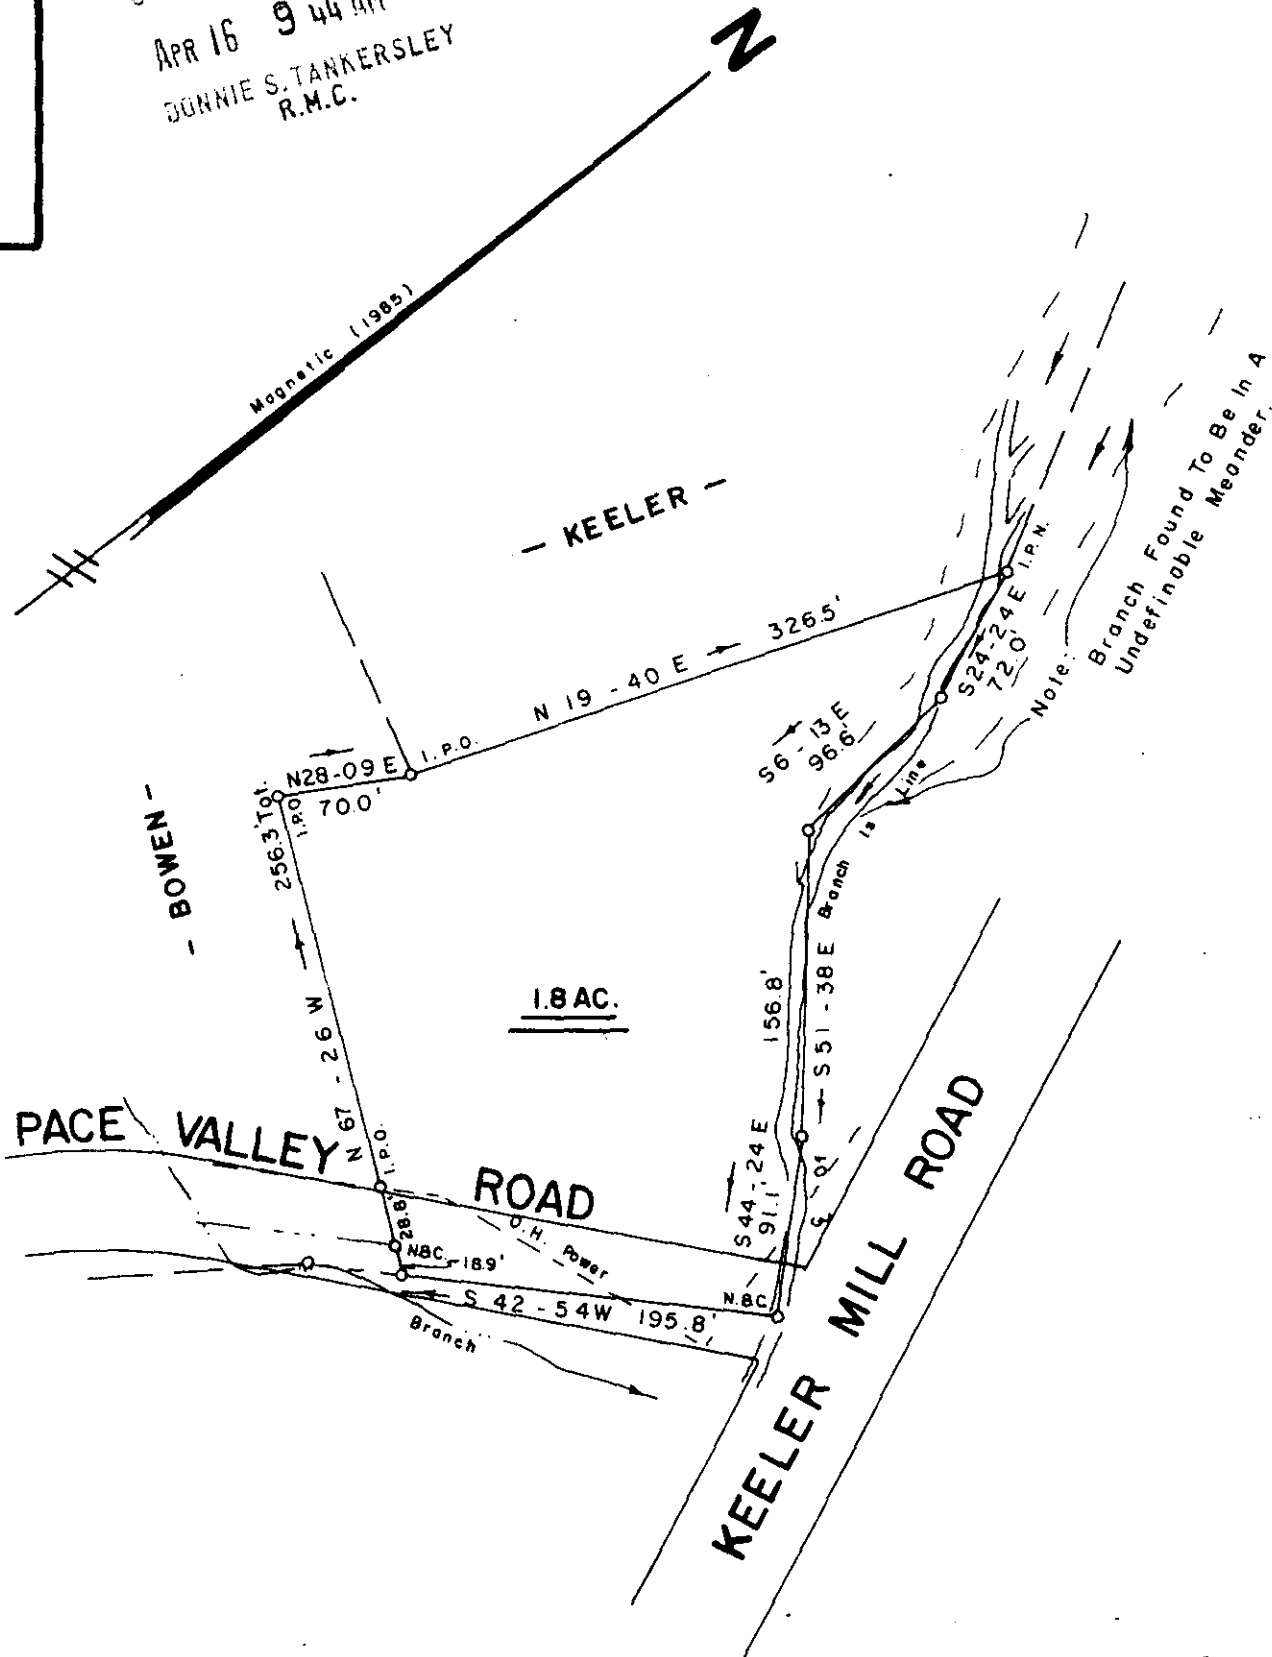 APR 16 9 44 AM
DONNIE S. TANKERSLEY
R.M.C.
N
Magnetic (1985)
- KEELER -
Note: Branch Found To Be In A
Undefinable Meander.
I.P.N.
S24-24E
72.0'
N 19 - 40 E 326.5'
S6 - 13 E
96.6'
I.P.O.
N28-09 E
70.0'
I.P.O.
256.3' Tot.
- BOWEN -
N 67 - 26 W
1.8 AC.
156.8'
S 51 - 38 E
℄ Of Branch Is Line
S 44 - 24 E
91.1'
PACE VALLEY ROAD
I.P.O.
28.8'
N&C
18.9'
O.H. Power
N.&C.
S 42 - 54 W 195.8'
Branch
KEELER MILL ROAD